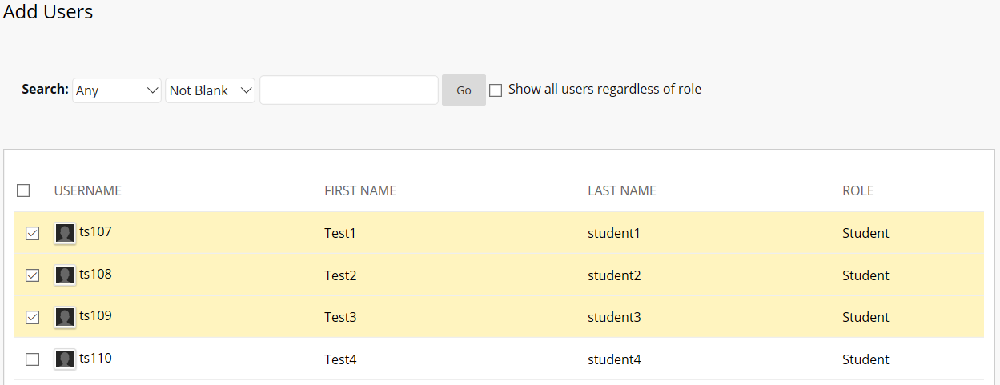 Add Users
Search: Any Not Blank Go Show all users regardless of role
USERNAME FIRST NAME LAST NAME ROLE
ts107 Test1 student1 Student
ts108 Test2 student2 Student
ts109 Test3 student3 Student
ts110 Test4 student4 Student